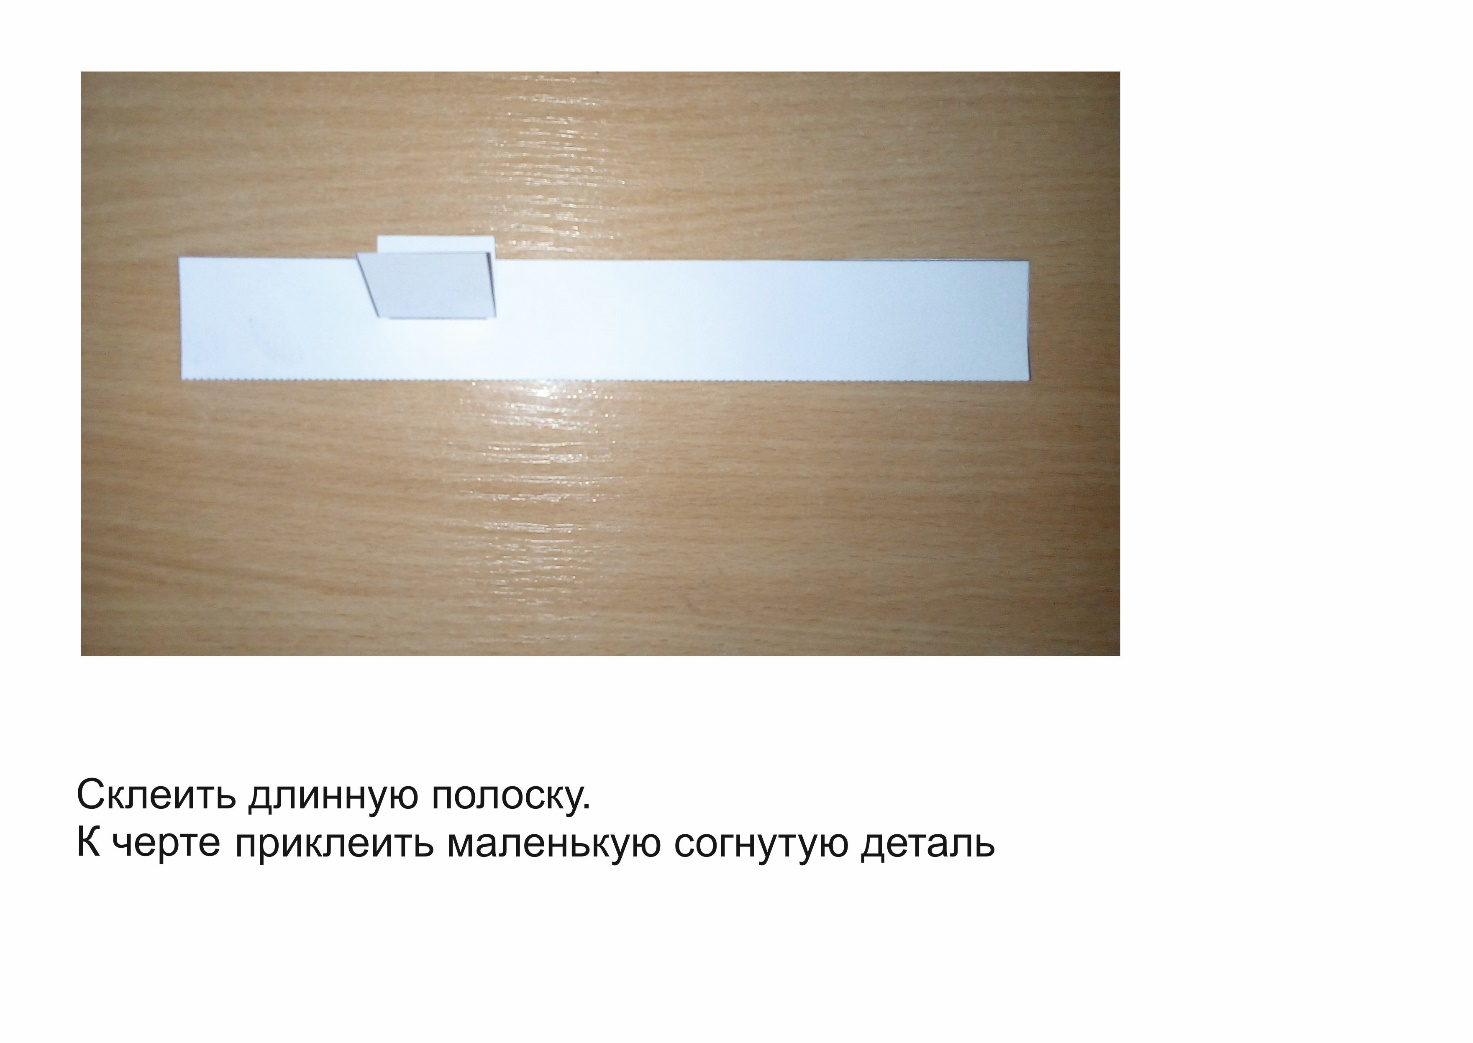 Склеить длинную полоску.
К черте приклеить маленькую согнутую деталь